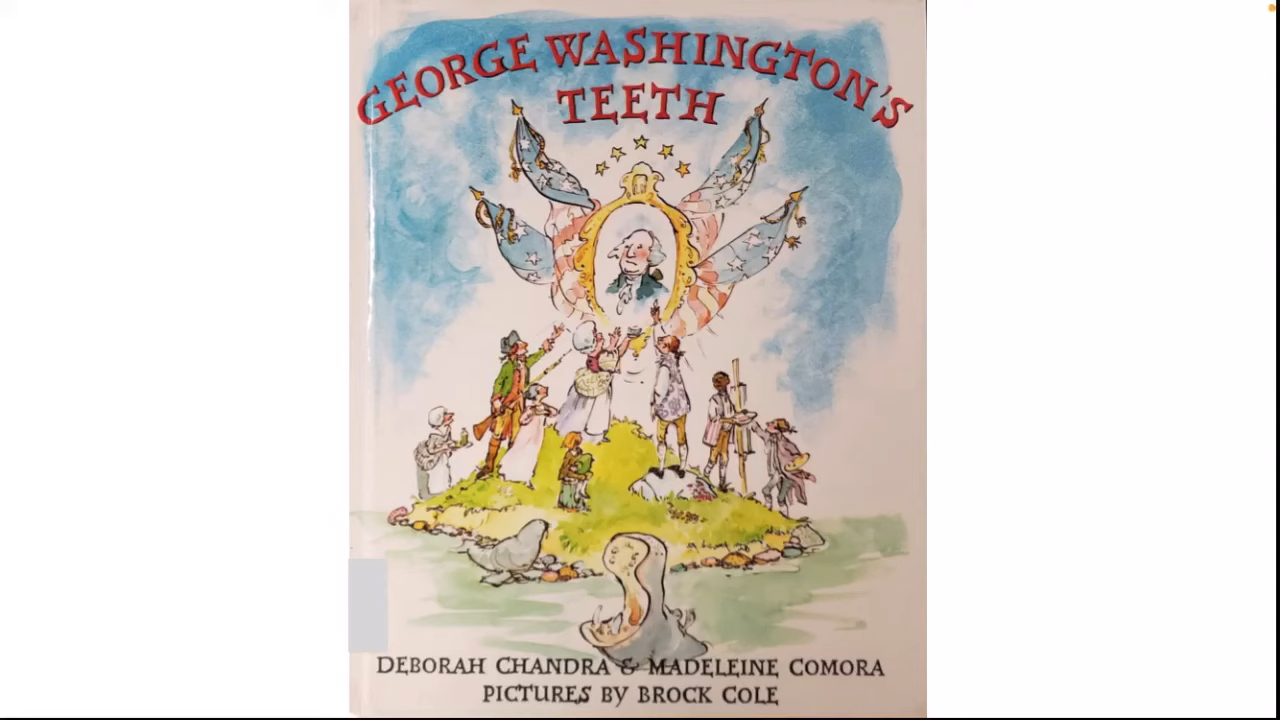 GEORGE WASHINGTON'S
TEETH
DEBORAH CHANDRA & MADELEINE COMORA
PICTURES BY BROCK COLE